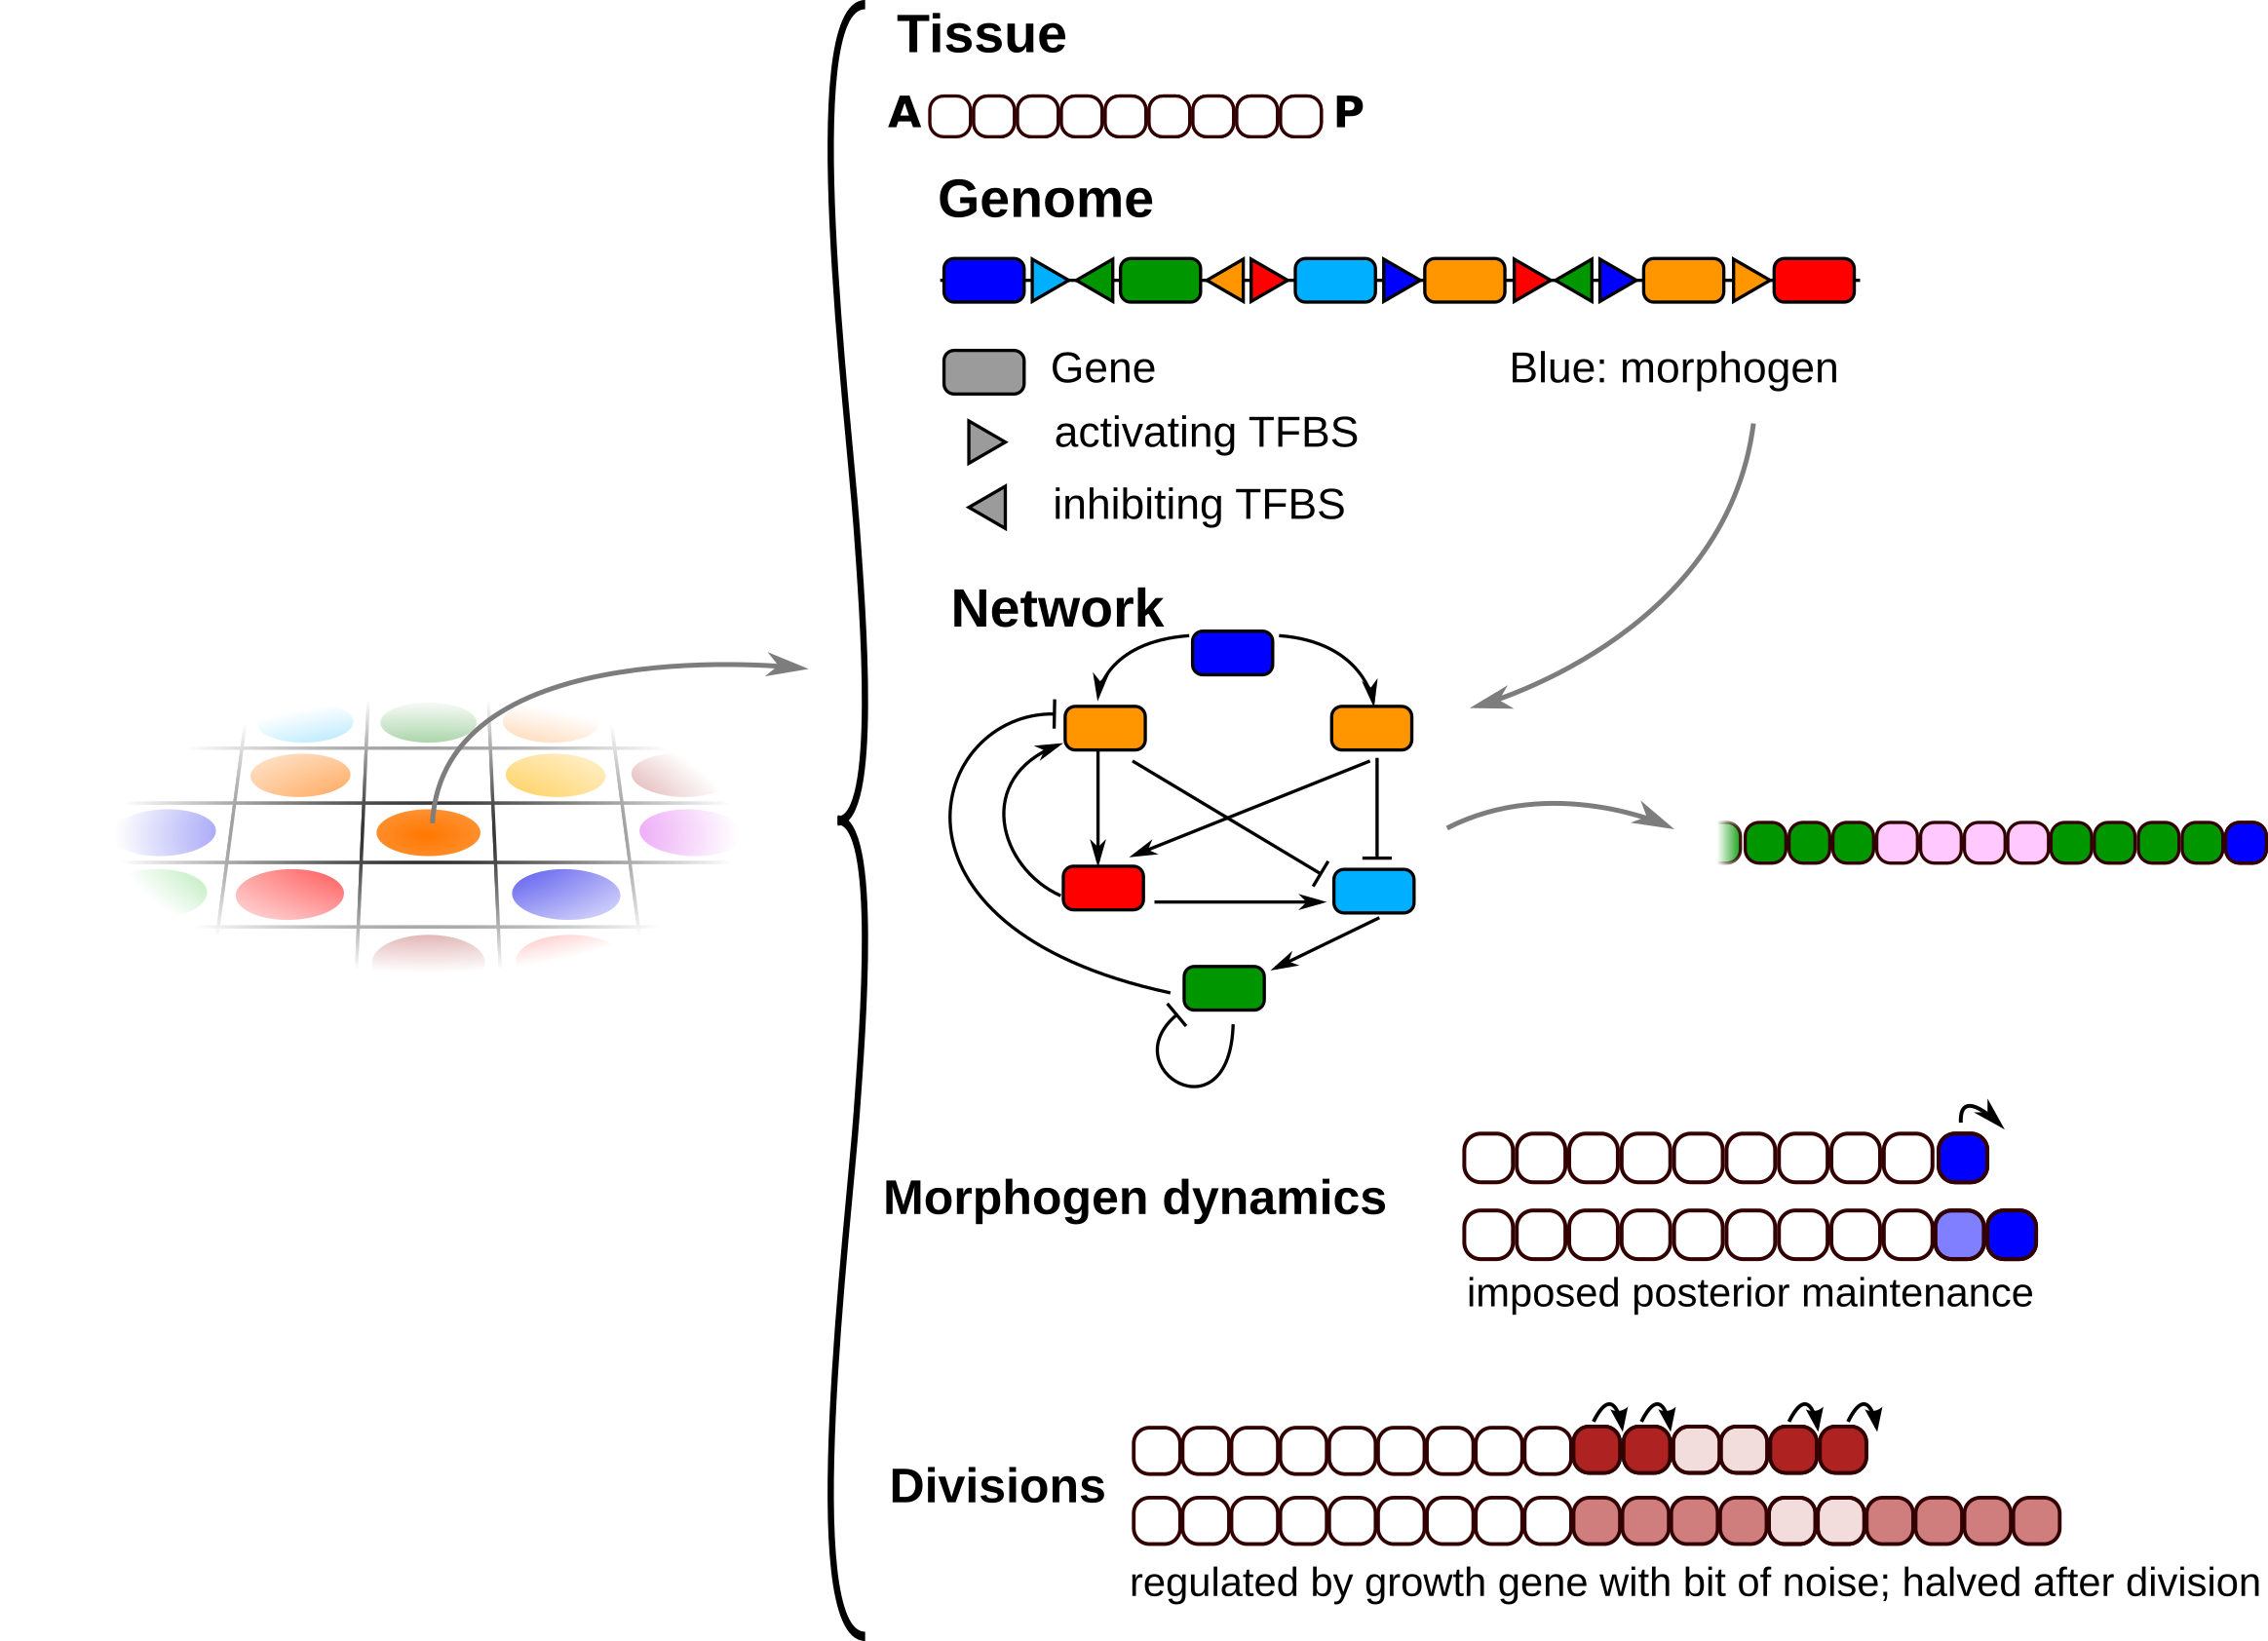 Tissue
A P
Genome
Gene
Blue: morphogen
activating TFBS
inhibiting TFBS
Network
Morphogen dynamics
imposed posterior maintenance
Divisions
regulated by growth gene with bit of noise; halved after division